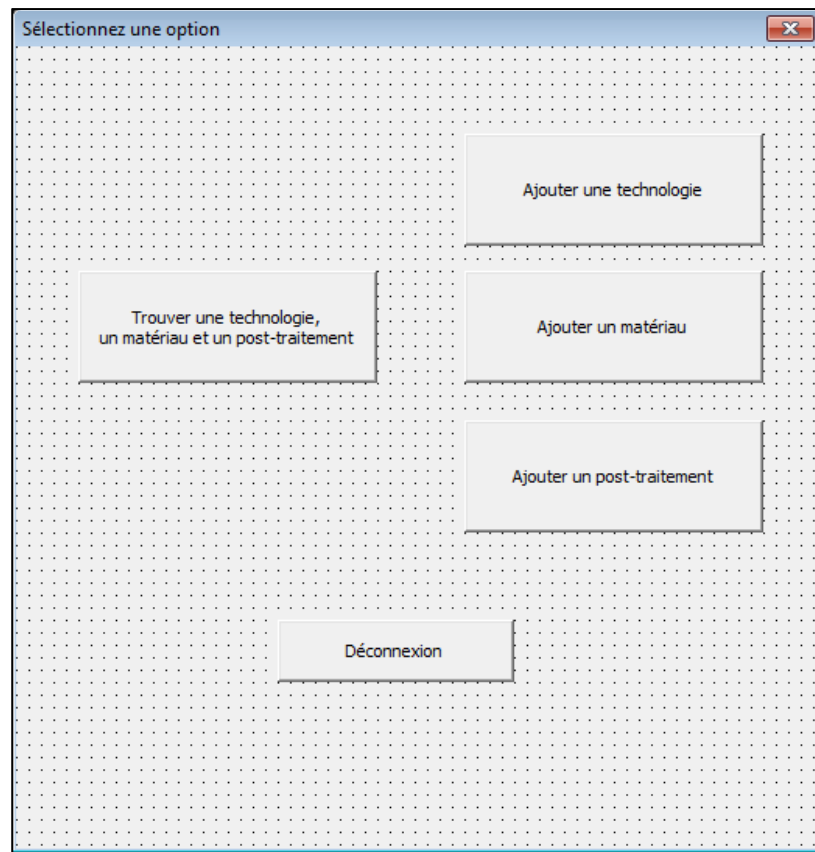 Sélectionnez une option
Ajouter une technologie
Trouver une technologie,
un matériau et un post-traitement
Ajouter un matériau
Ajouter un post-traitement
Déconnexion